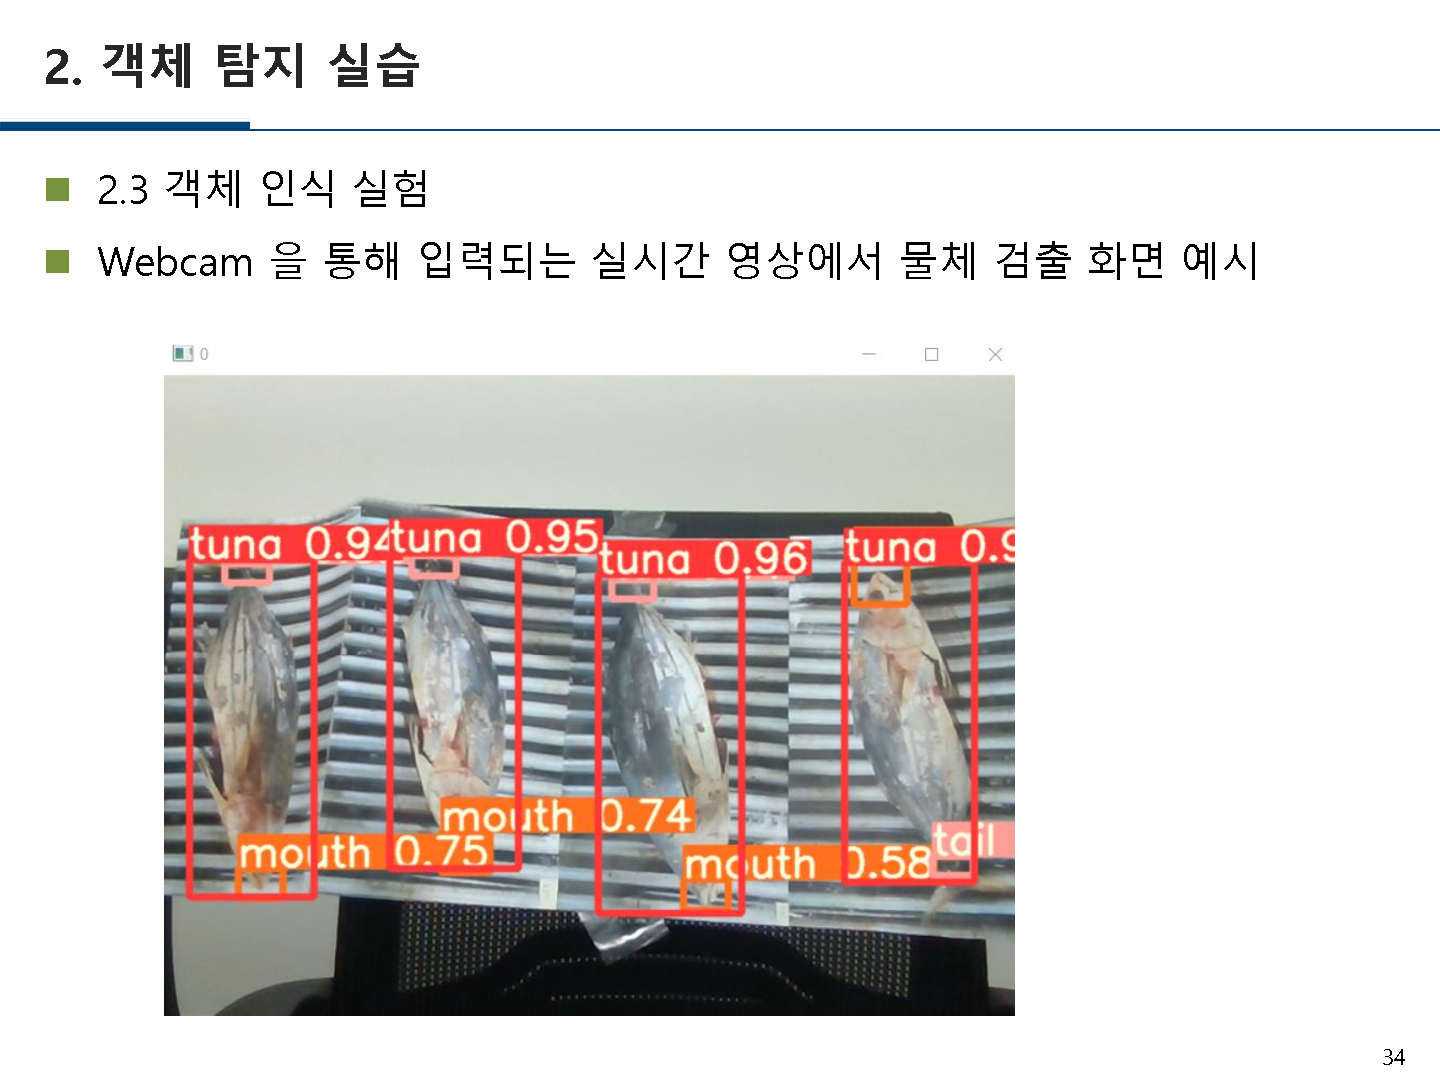 2. 객체 탐지 실습
2.3 객체 인식 실험
Webcam 을 통해 입력되는 실시간 영상에서 물체 검출 화면 예시
0
tuna 0.94
tuna 0.95
tuna 0.96
tuna 0.9
mouth 0.74
mouth 0.75
mouth 0.58
tail
34